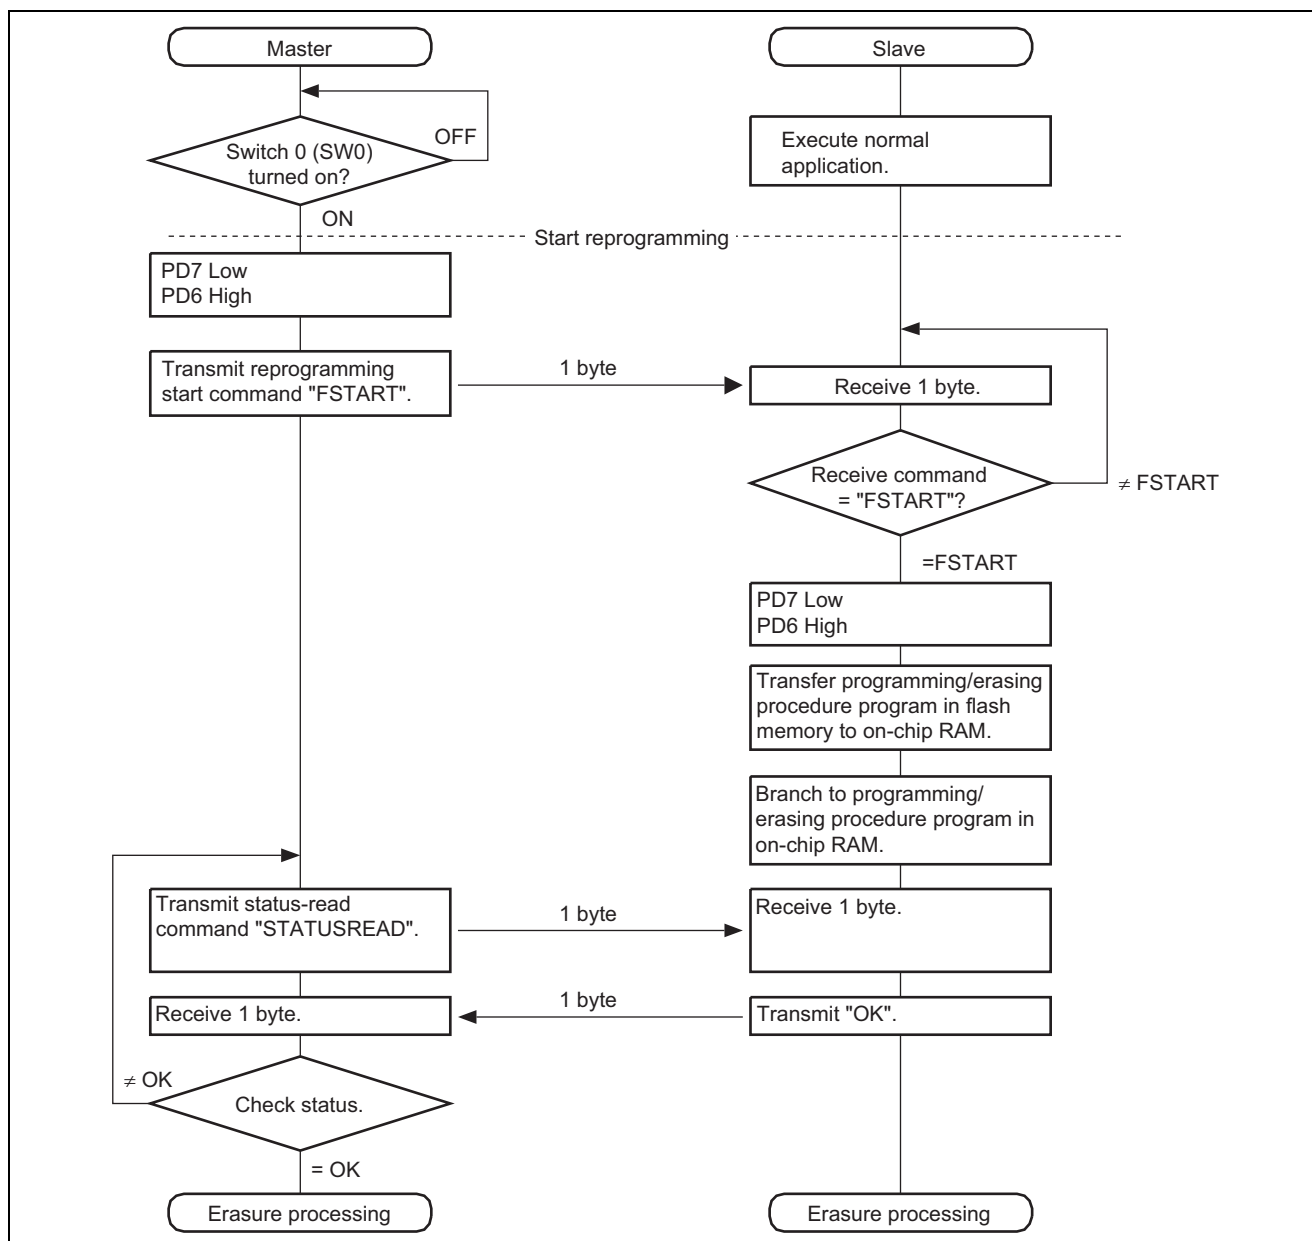 Master
Slave
OFF
Switch 0 (SW0)
turned on?
Execute normal
application.
ON
Start reprogramming
PD7 Low
PD6 High
Transmit reprogramming
start command "FSTART".
1 byte
Receive 1 byte.
Receive command
= "FSTART"?
≠ FSTART
=FSTART
PD7 Low
PD6 High
Transfer programming/erasing
procedure program in flash
memory to on-chip RAM.
Branch to programming/
erasing procedure program in
on-chip RAM.
Transmit status-read
command "STATUSREAD".
1 byte
Receive 1 byte.
Receive 1 byte.
1 byte
Transmit "OK".
≠ OK
Check status.
= OK
Erasure processing
Erasure processing